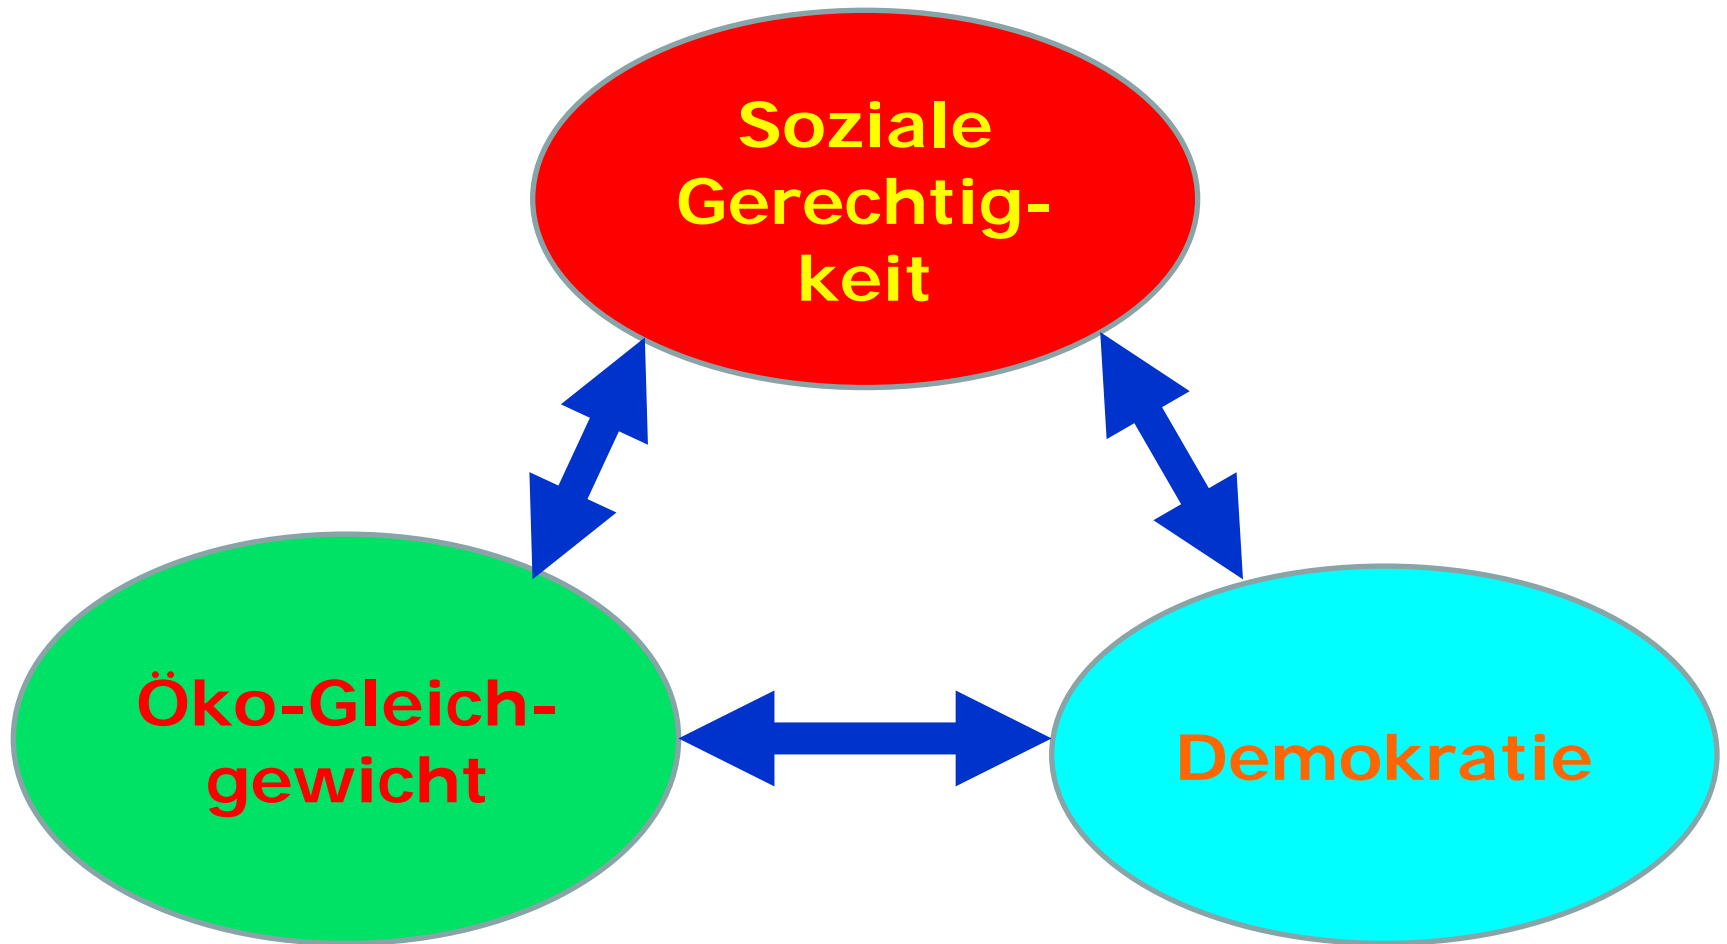 Soziale
Gerechtig-
keit
Öko-Gleich-
gewicht
Demokratie